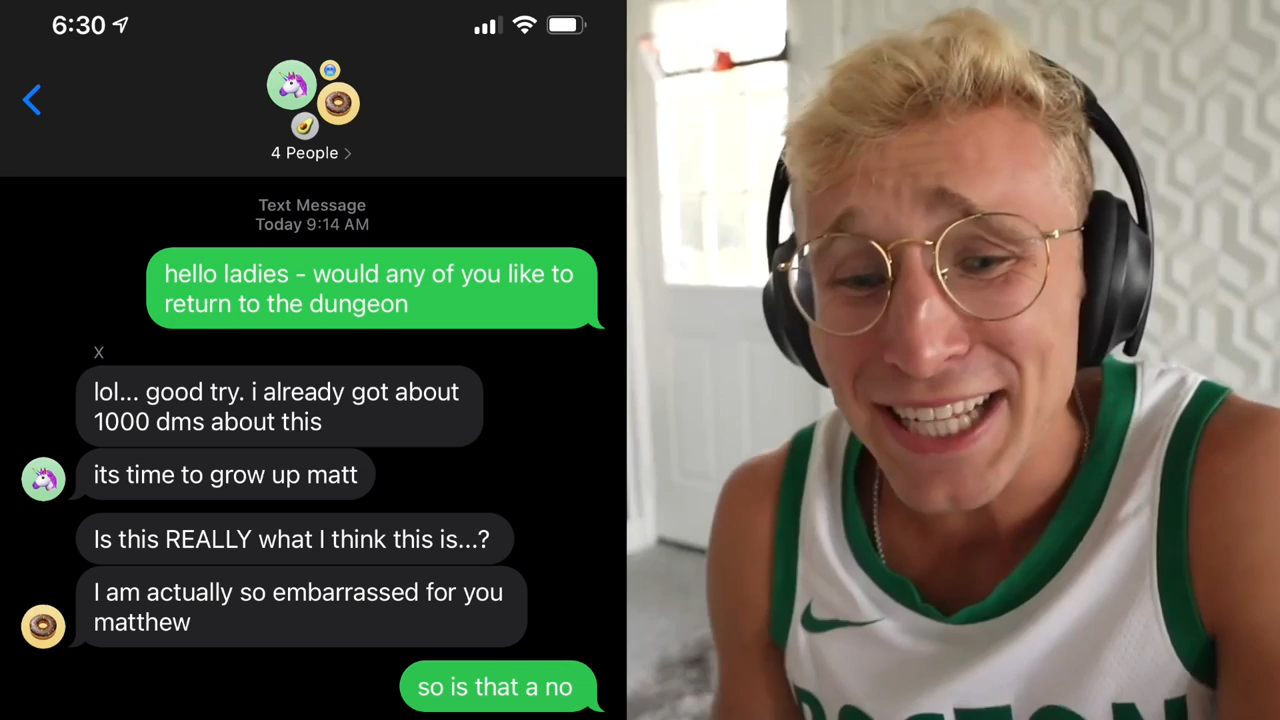 6:30
4 People >
Text Message
Today 9:14 AM
hello ladies - would any of you like to
return to the dungeon
X
lol... good try. i already got about
1000 dms about this
its time to grow up matt
Is this REALLY what I think this is...?
I am actually so embarrassed for you
matthew
so is that a no
BOSTON